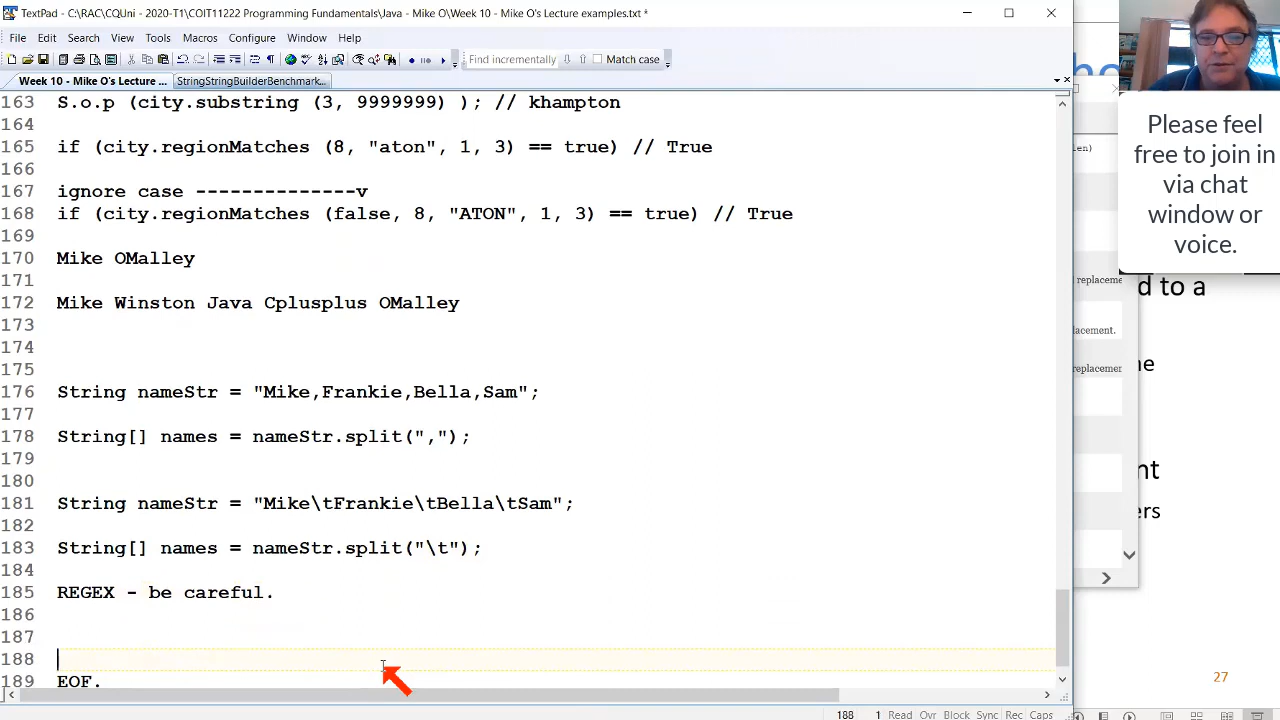 TextPad - C:\RAC\CQUni - 2020-T1\COIT11222 Programming Fundamentals\Java - Mike O\Week 10 - Mike O's Lecture examples.txt *
File Edit Search View Tools Macros Configure Window Help
Find incrementally Match case
Week 10 - Mike O's Lecture ... StringStringBuilderBenchmark...
163 S.o.p (city.substring (3, 9999999) ); // khampton
164
165 if (city.regionMatches (8, "aton", 1, 3) == true) // True
166
167 ignore case --------------v
168 if (city.regionMatches (false, 8, "ATON", 1, 3) == true) // True
169
170 Mike OMalley
171
172 Mike Winston Java Cplusplus OMalley
173
174
175
176 String nameStr = "Mike,Frankie,Bella,Sam";
177
178 String[] names = nameStr.split(",");
179
180
181 String nameStr = "Mike\tFrankie\tBella\tSam";
182
183 String[] names = nameStr.split("\t");
184
185 REGEX - be careful.
186
187
188
189 EOF.
188 1 Read Ovr Block Sync Rec Caps
Please feel
free to join in
via chat
window or
voice.
len)
d to a
replaceme
lacement.
he
replacemer
nt
ers
27